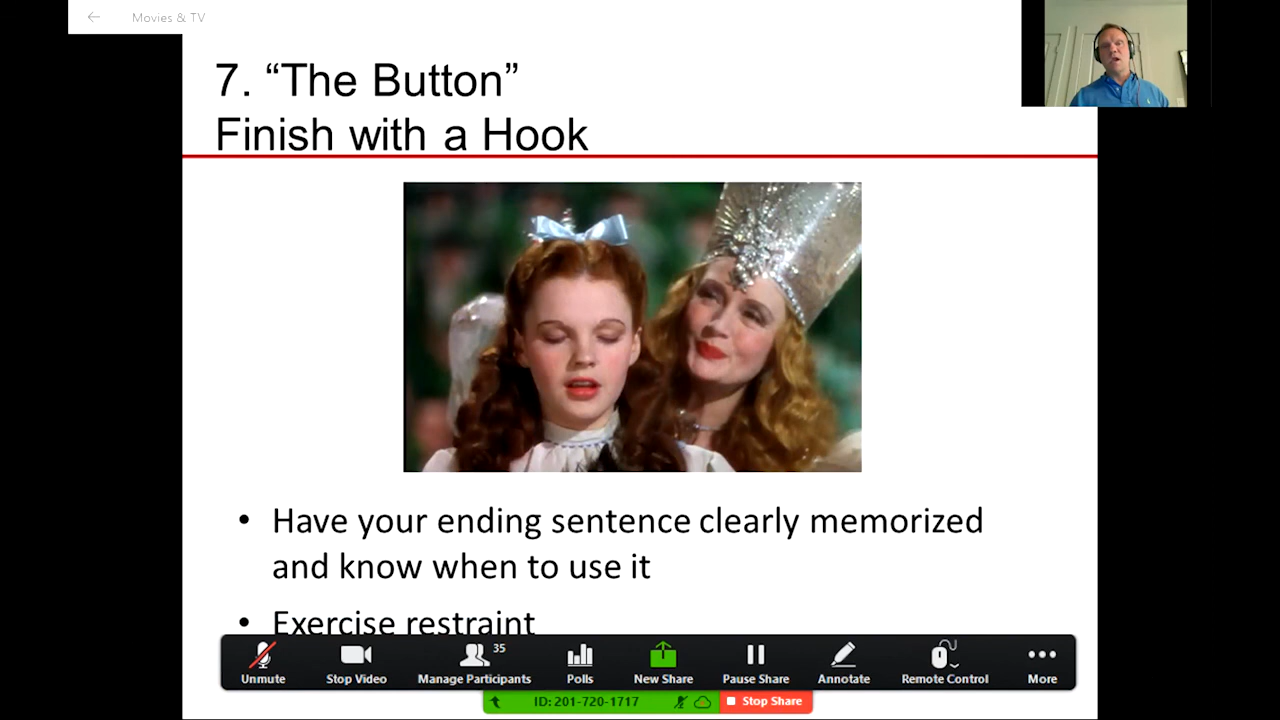 Movies & TV
7. “The Button”
Finish with a Hook
• Have your ending sentence clearly memorized
and know when to use it
• Exercise restraint
35
Unmute Stop Video Manage Participants Polls New Share Pause Share Annotate Remote Control More
ID: 201-720-1717 Stop Share